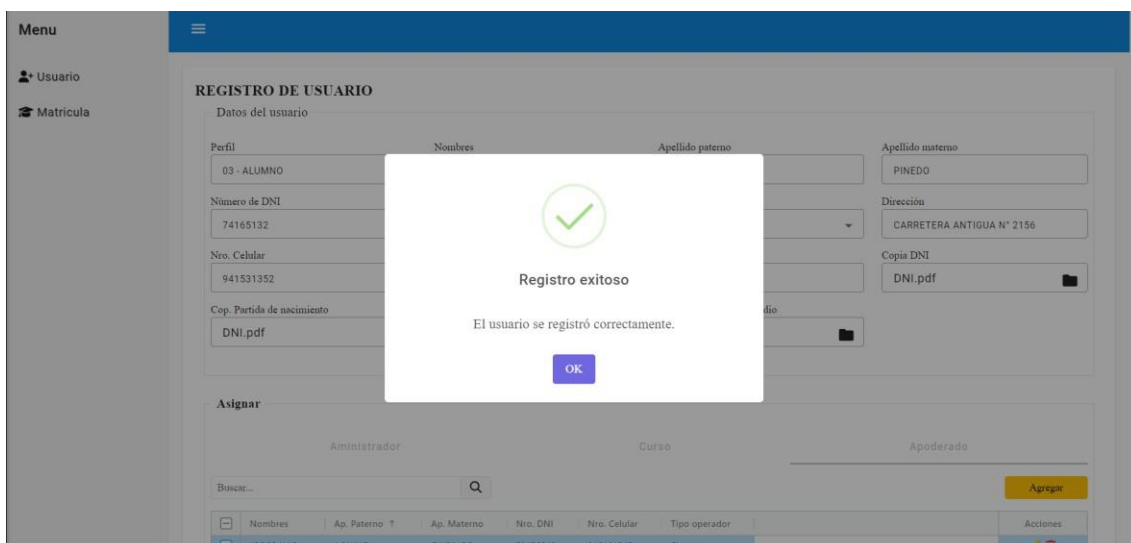 Menu
Usuario
Matricula
REGISTRO DE USUARIO
Datos del usuario
Perfil Nombres Apellido paterno Apellido materno
03 - ALUMNO PINEDO
Número de DNI Dirección
74165132 CARRETERA ANTIGUA N° 2156
Nro. Celular Copia DNI
941531352 DNI.pdf
Cop. Partida de nacimiento dio
DNI.pdf
Registro exitoso
El usuario se registró correctamente.
OK
Asignar
Aministrador Curso Apoderado
Buscar... Agregar
Nombres Ap. Paterno ↑ Ap. Materno Nro. DNI Nro. Celular Tipo operador Acciones